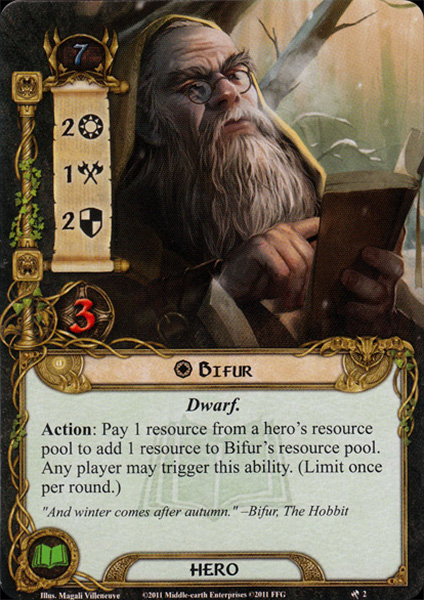 7
2
1
2
3
Bifur
Dwarf.
Action: Pay 1 resource from a hero's resource
pool to add 1 resource to Bifur's resource pool.
Any player may trigger this ability. (Limit once
per round.)
"And winter comes after autumn." –Bifur, The Hobbit
HERO
Illus. Magali Villeneuve ©2011 Middle-earth Enterprises ©2011 FFG 2